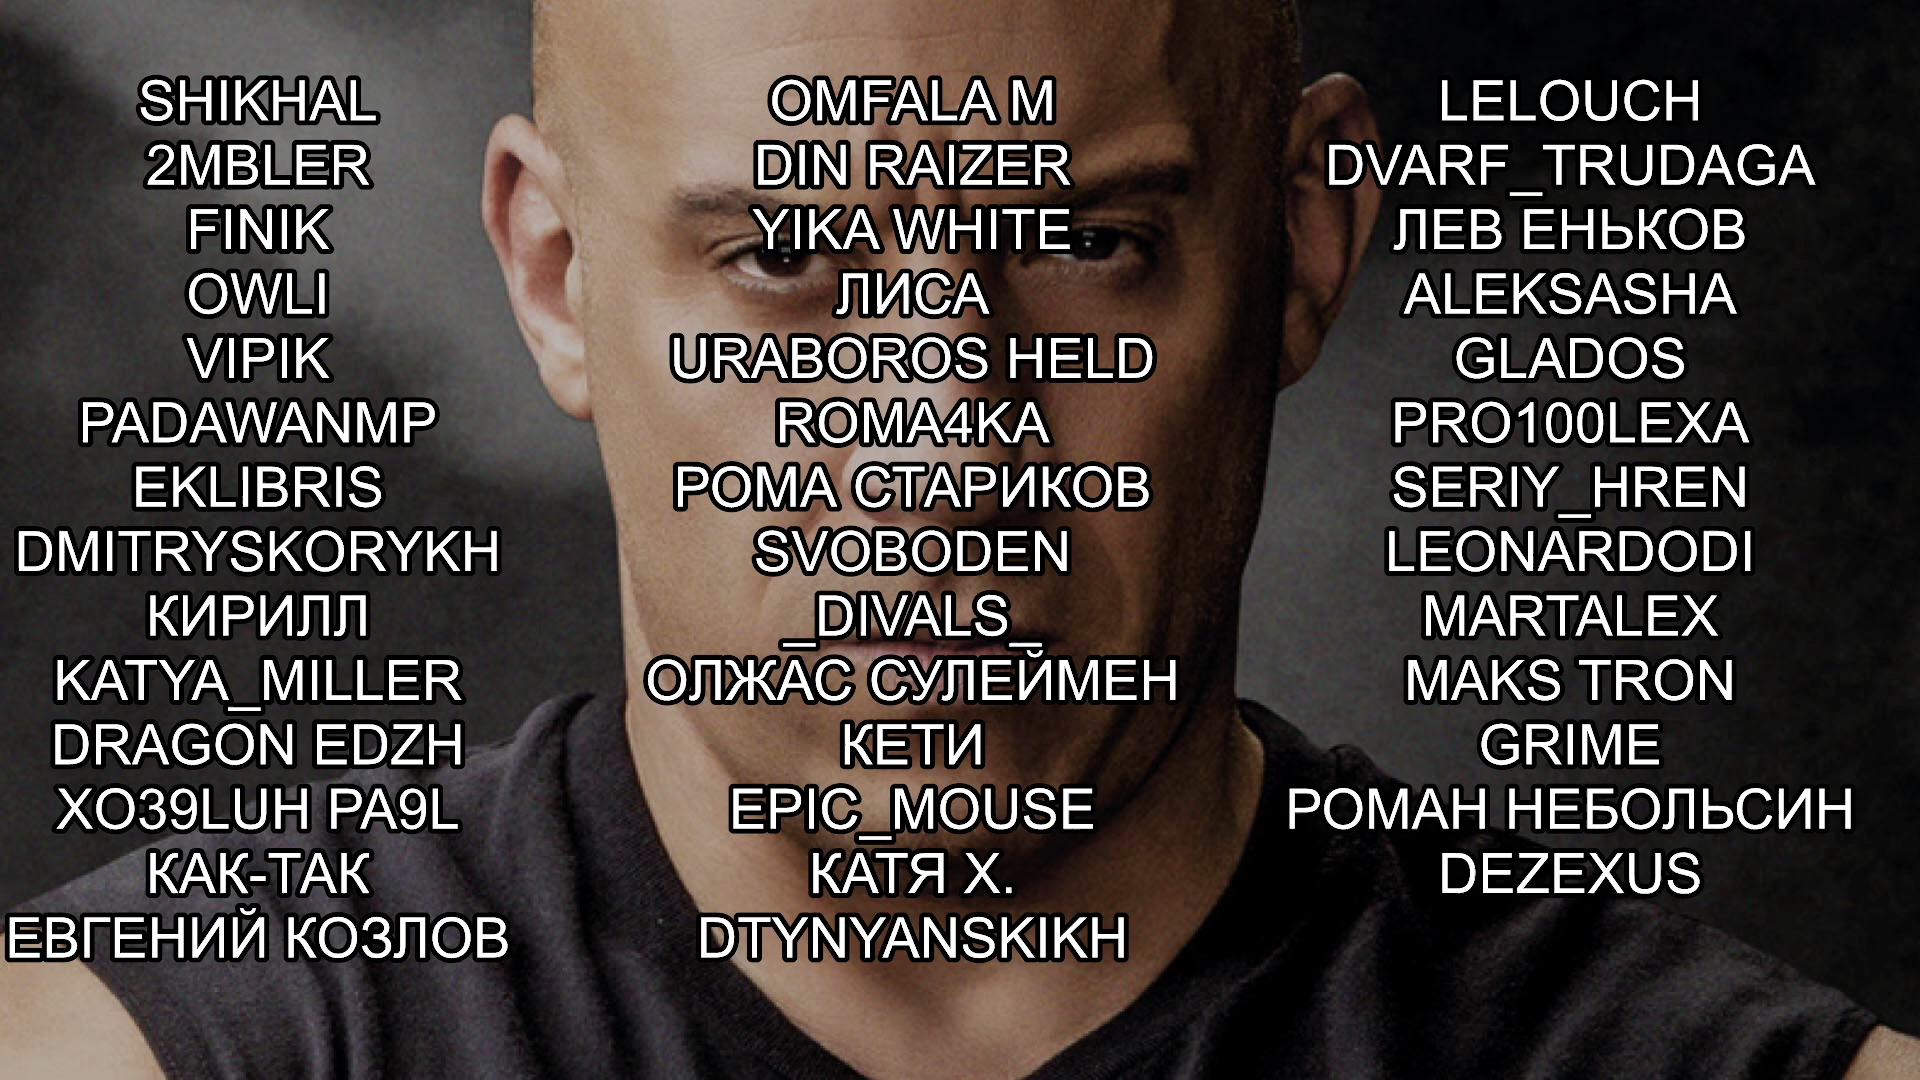 SHIKHAL
2MBLER
FINIK
OWLI
VIPIK
PADAWANMP
EKLIBRIS
DMITRYSKORYKH
КИРИЛЛ
KATYA_MILLER
DRAGON EDZH
XO39LUH PA9L
КАК-ТАК
ЕВГЕНИЙ КОЗЛОВ
OMFALA M
DIN RAIZER
YIKA WHITE
ЛИСА
URABOROS HELD
ROMA4KA
РОМА СТАРИКОВ
SVOBODEN
_DIVALS_
ОЛЖАС СУЛЕЙМЕН
КЕТИ
EPIC_MOUSE
КАТЯ Х.
DTYNYANSKIKH
LELOUCH
DVARF_TRUDAGA
ЛЕВ ЕНЬКОВ
ALEKSASHA
GLADOS
PRO100LEXA
SERIY_HREN
LEONARDODI
MARTALEX
MAKS TRON
GRIME
РОМАН НЕБОЛЬСИН
DEZEXUS